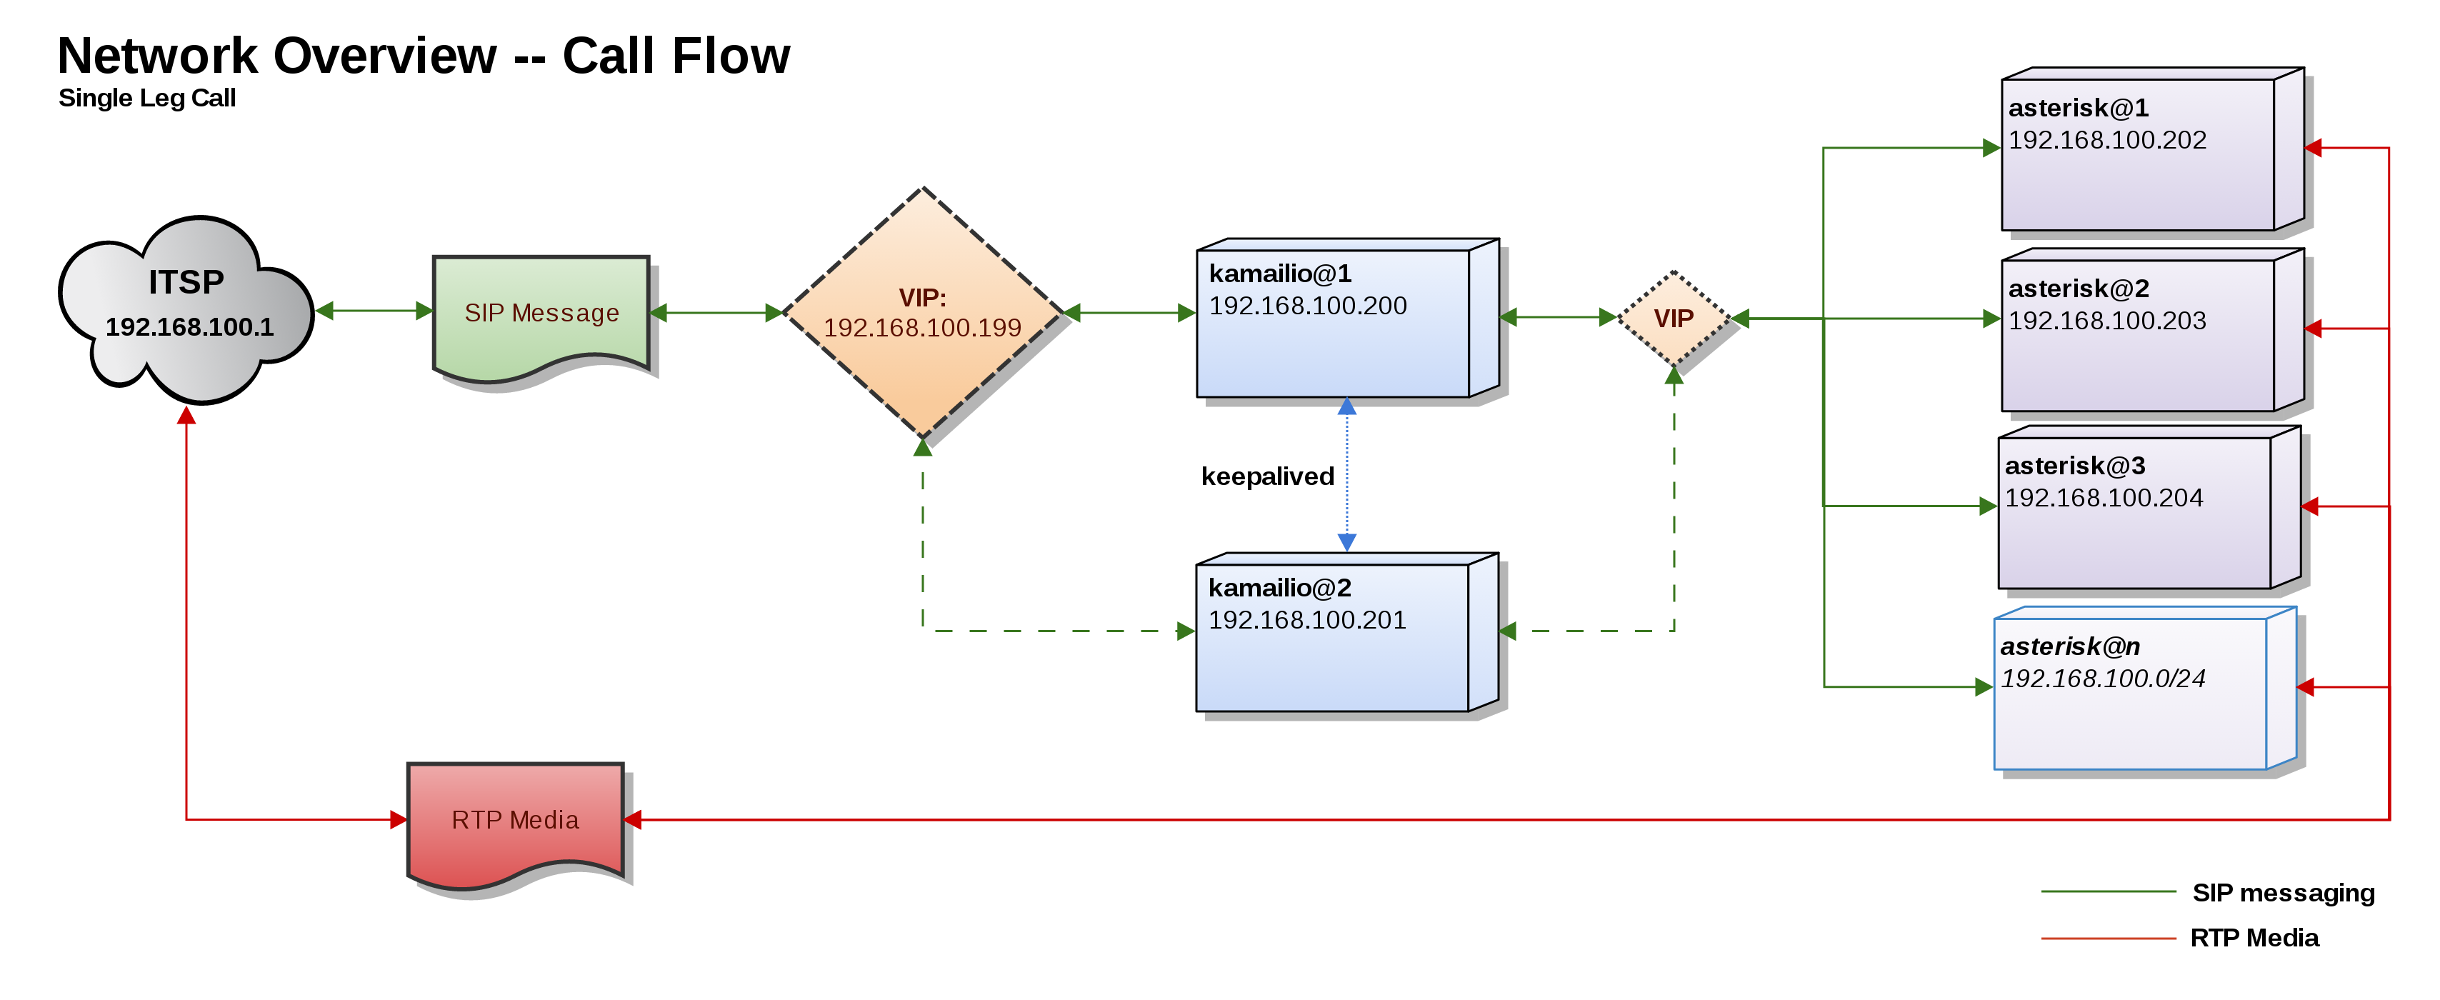 Network Overview -- Call Flow
Single Leg Call
ITSP
192.168.100.1
SIP Message
VIP:
192.168.100.199
kamailio@1
192.168.100.200
keepalived
kamailio@2
192.168.100.201
VIP
asterisk@1
192.168.100.202
asterisk@2
192.168.100.203
asterisk@3
192.168.100.204
asterisk@n
192.168.100.0/24
RTP Media
SIP messaging
RTP Media